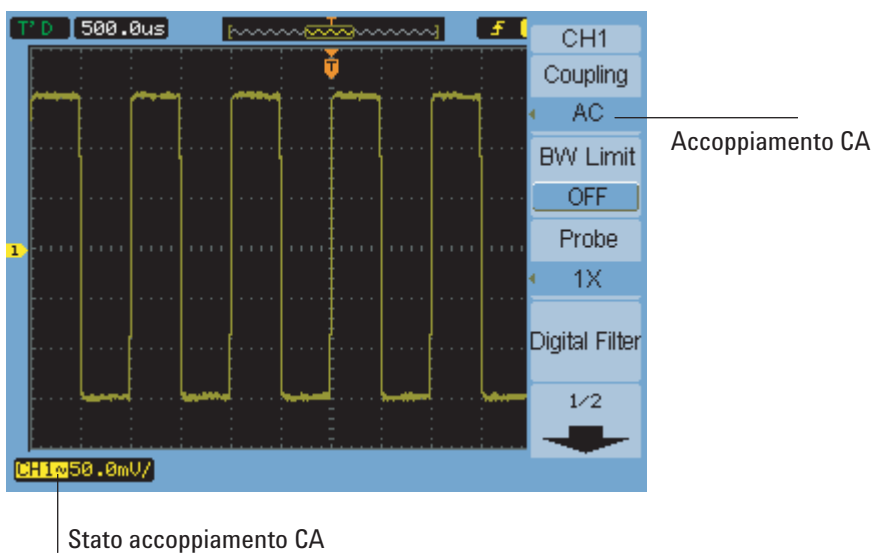 T'D 500.0us
T
CH1
Coupling
AC
Accoppiamento CA
BW Limit
OFF
Probe
1
1X
Digital Filter
1/2
CH1~50.0mV/
Stato accoppiamento CA